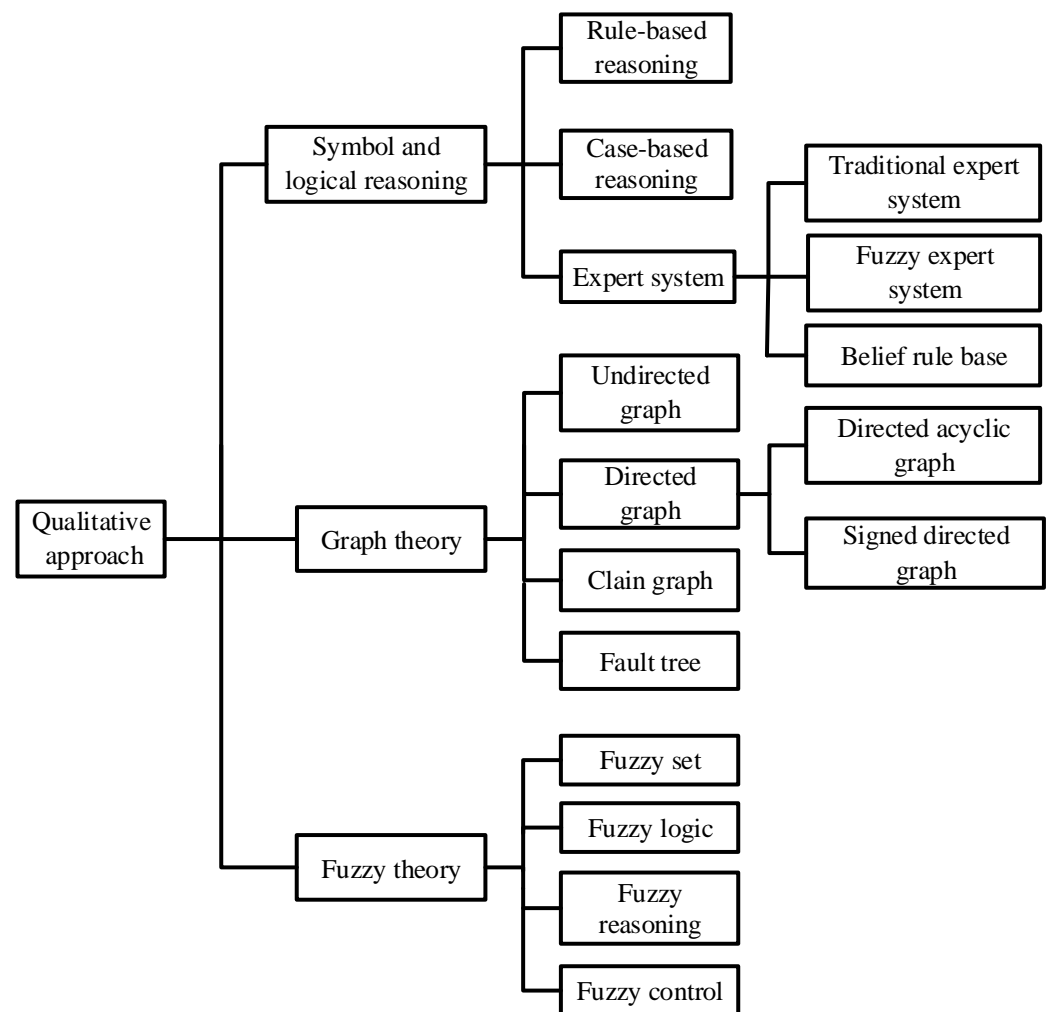 Rule-based
reasoning
Symbol and
logical reasoning
Case-based
reasoning
Traditional expert
system
Expert system
Fuzzy expert
system
Belief rule base
Undirected
graph
Directed acyclic
graph
Directed
graph
Qualitative
approach
Graph theory
Signed directed
graph
Clain graph
Fault tree
Fuzzy set
Fuzzy logic
Fuzzy theory
Fuzzy
reasoning
Fuzzy control